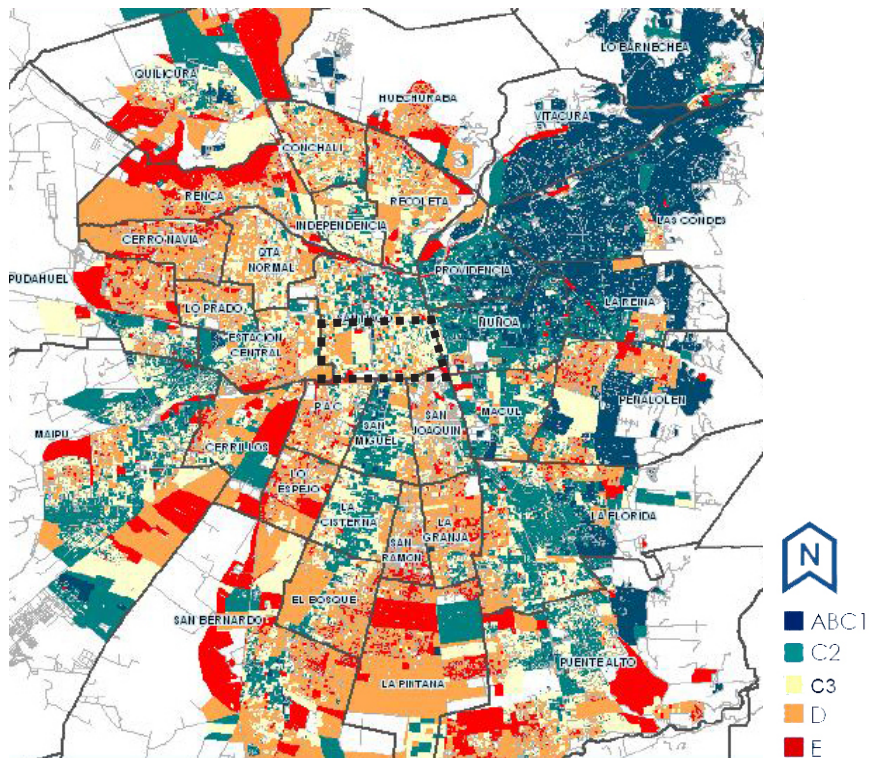 LO BARNECHEA
QUILICURA
HUECHURABA
VITACURA
CONCHALI
RENCA
RECOLETA
LAS CONDES
INDEPENDENCIA
CERRO NAVIA
QTA
NORMAL
PUDAHUEL
PROVIDENCIA
LO PRADO
LA REINA
SANTIAGO
ÑUÑOA
ESTACION
CENTRAL
PEÑALOLEN
P.A.C
SAN
MIGUEL
SAN
JOAQUIN
MACUL
MAIPU
CERRILLOS
LO
ESPEJO
LA
CISTERNA
LA
GRANJA
LA FLORIDA
SAN
RAMON
EL BOSQUE
SAN BERNARDO
PUENTE ALTO
LA PINTANA
N
ABC1
C2
C3
D
E